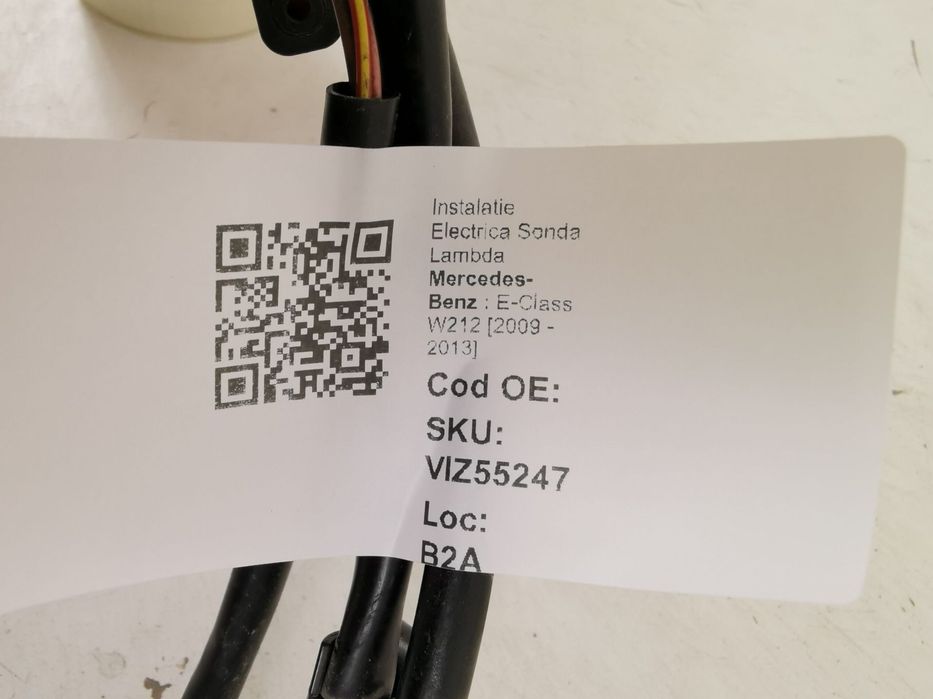 Instalatie
Electrica Sonda
Lambda
Mercedes-
Benz : E-Class
W212 [2009 -
2013]
Cod OE:
SKU:
VIZ55247
Loc:
B2A